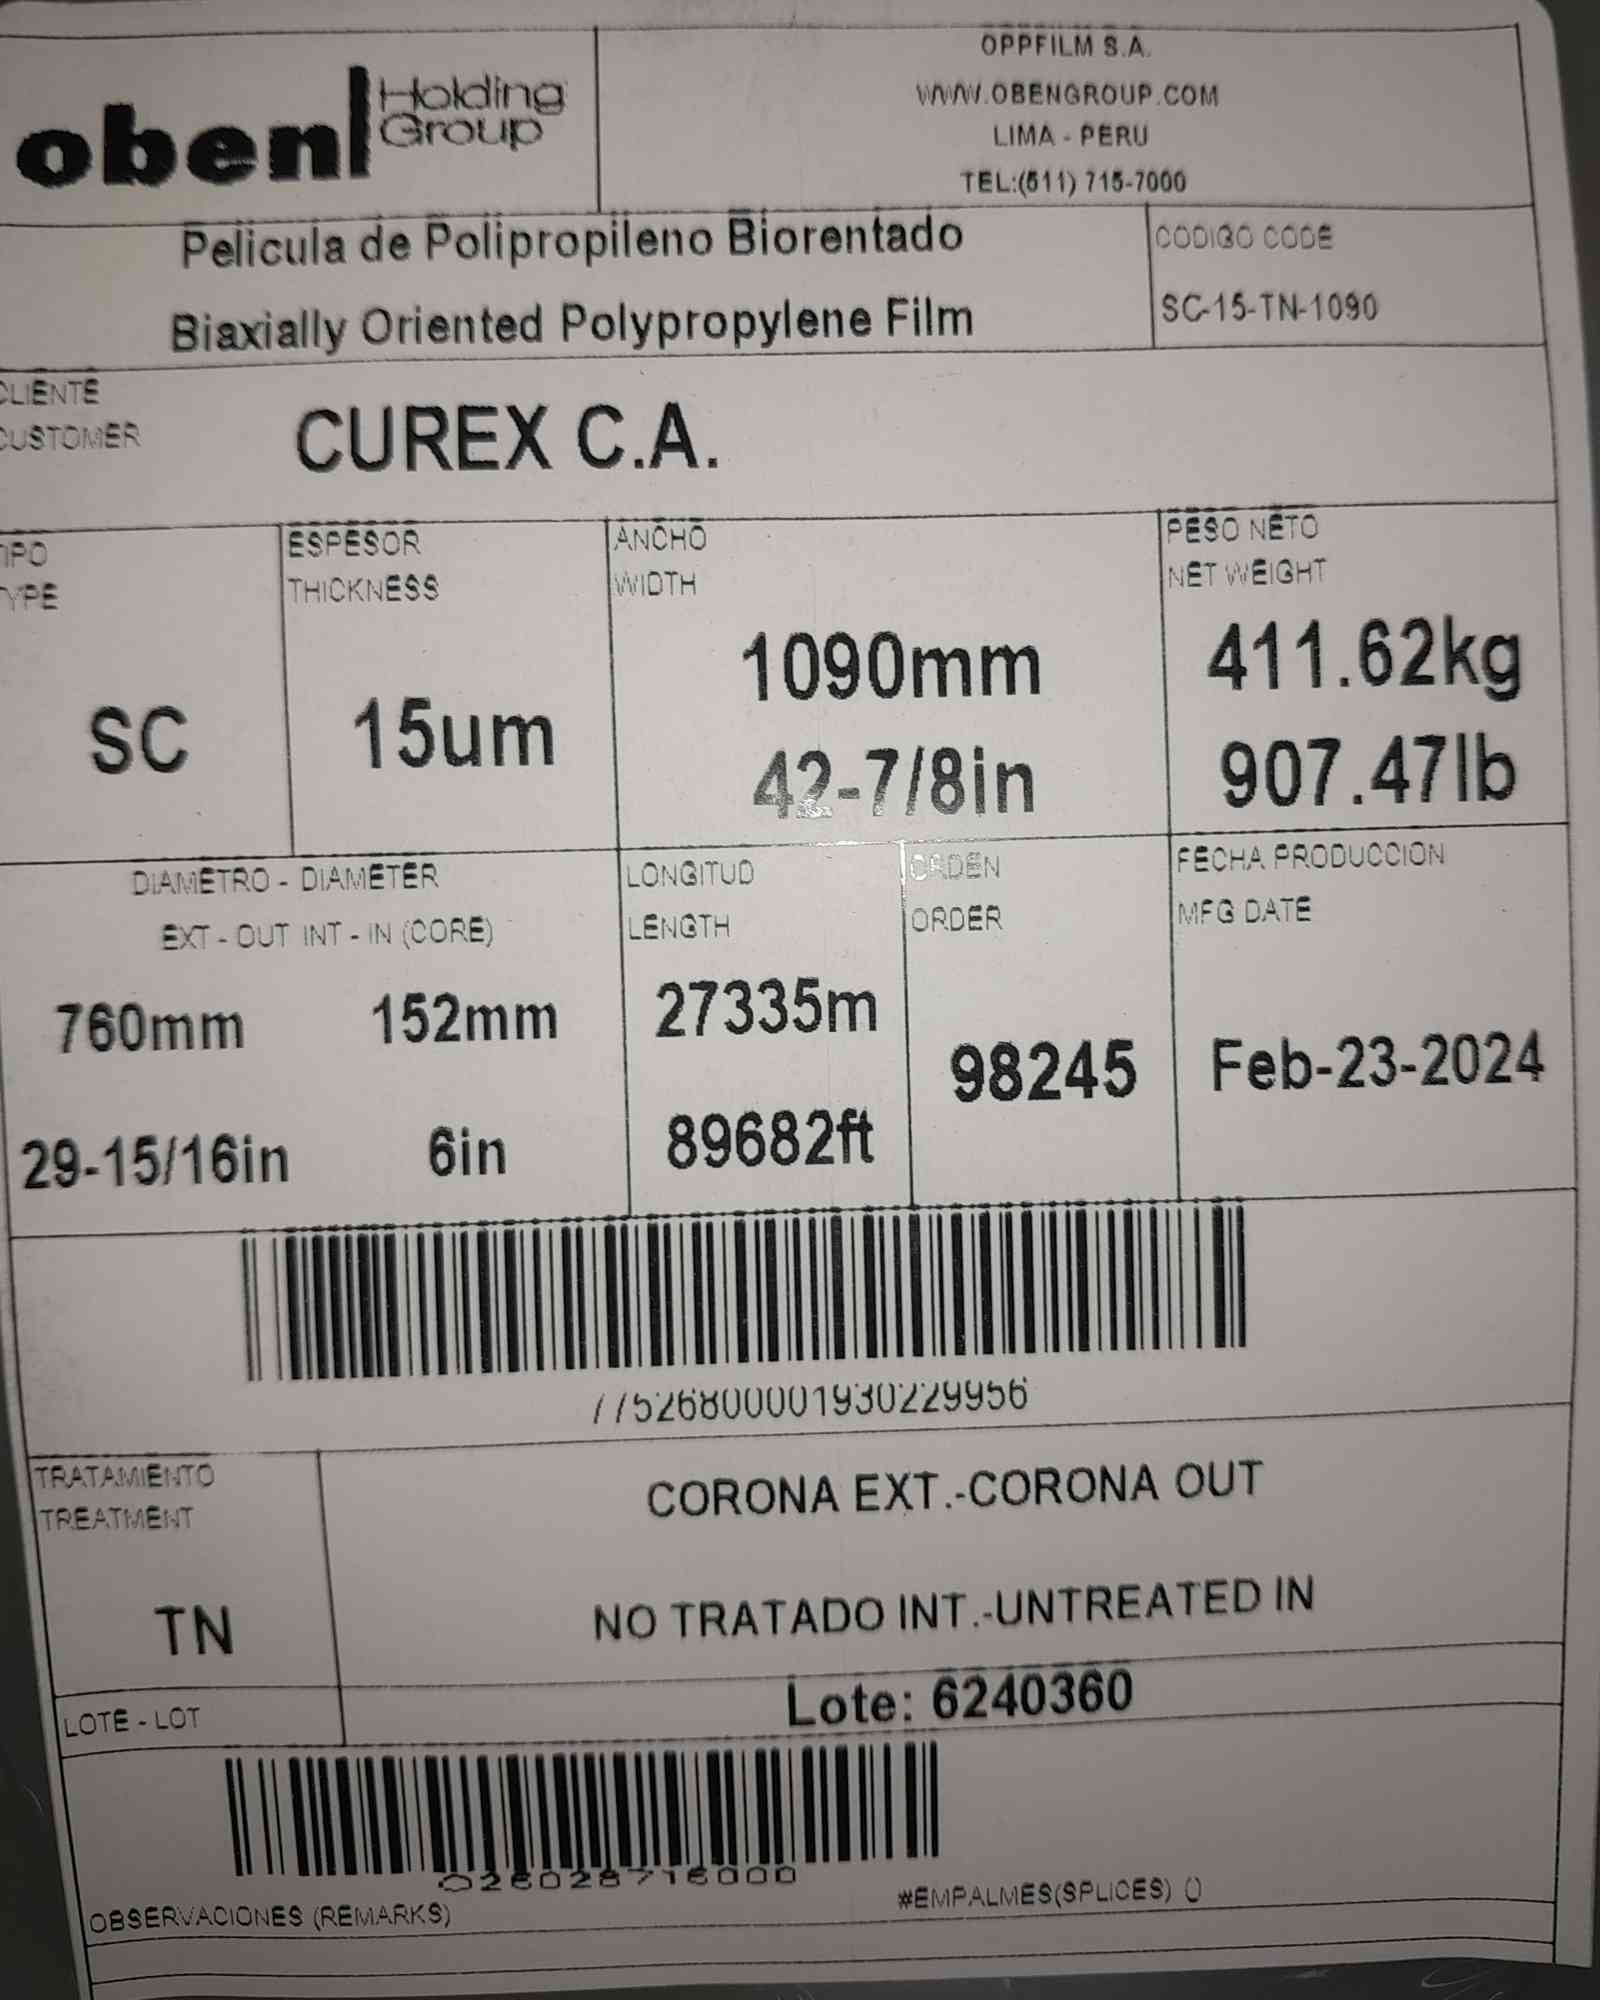 oben Holding Group
OPPFILM S.A.
WWW.OBENGROUP.COM
LIMA - PERU
TEL:(511) 715-7000
Pelicula de Polipropileno Biorentado
Biaxially Oriented Polypropylene Film
CODIGO CODE
SC-15-TN-1090
CLIENTE
CUSTOMER
CUREX C.A.
TIPO
TYPE
SC
ESPESOR
THICKNESS
15um
ANCHO
WIDTH
1090mm
42-7/8in
PESO NETO
NET WEIGHT
411.62kg
907.47lb
DIAMETRO - DIAMETER
EXT - OUT INT - IN (CORE)
760mm 152mm
29-15/16in 6in
LONGITUD
LENGTH
27335m
89682ft
ORDEN
ORDER
98245
FECHA PRODUCCION
MFG DATE
Feb-23-2024
77526800001930229956
TRATAMIENTO
TREATMENT
TN
CORONA EXT.-CORONA OUT
NO TRATADO INT.-UNTREATED IN
LOTE - LOT
Lote: 6240360
026028716000
OBSERVACIONES (REMARKS)
#EMPALMES(SPLICES) 0